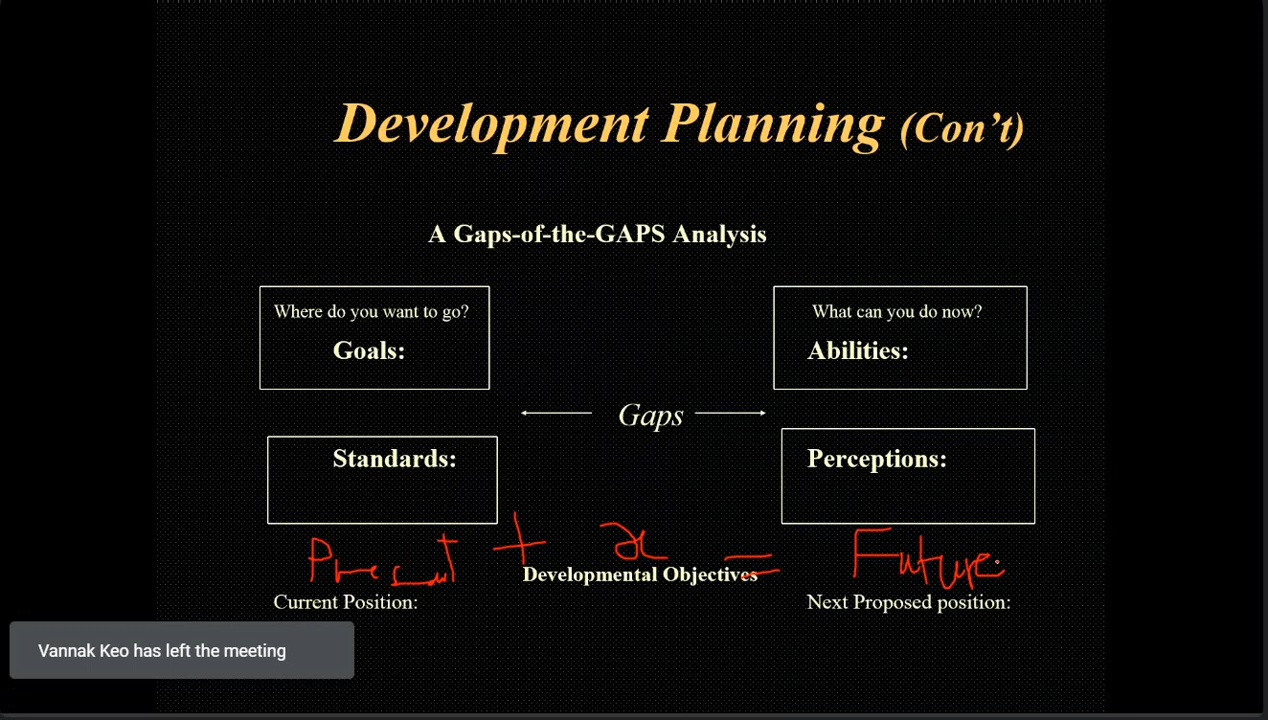 Development Planning (Con't)
A Gaps-of-the-GAPS Analysis
Where do you want to go?
Goals:
What can you do now?
Abilities:
Gaps
Standards:
Perceptions:
Present + x = Future
Developmental Objectives
Current Position:
Next Proposed position:
Vannak Keo has left the meeting